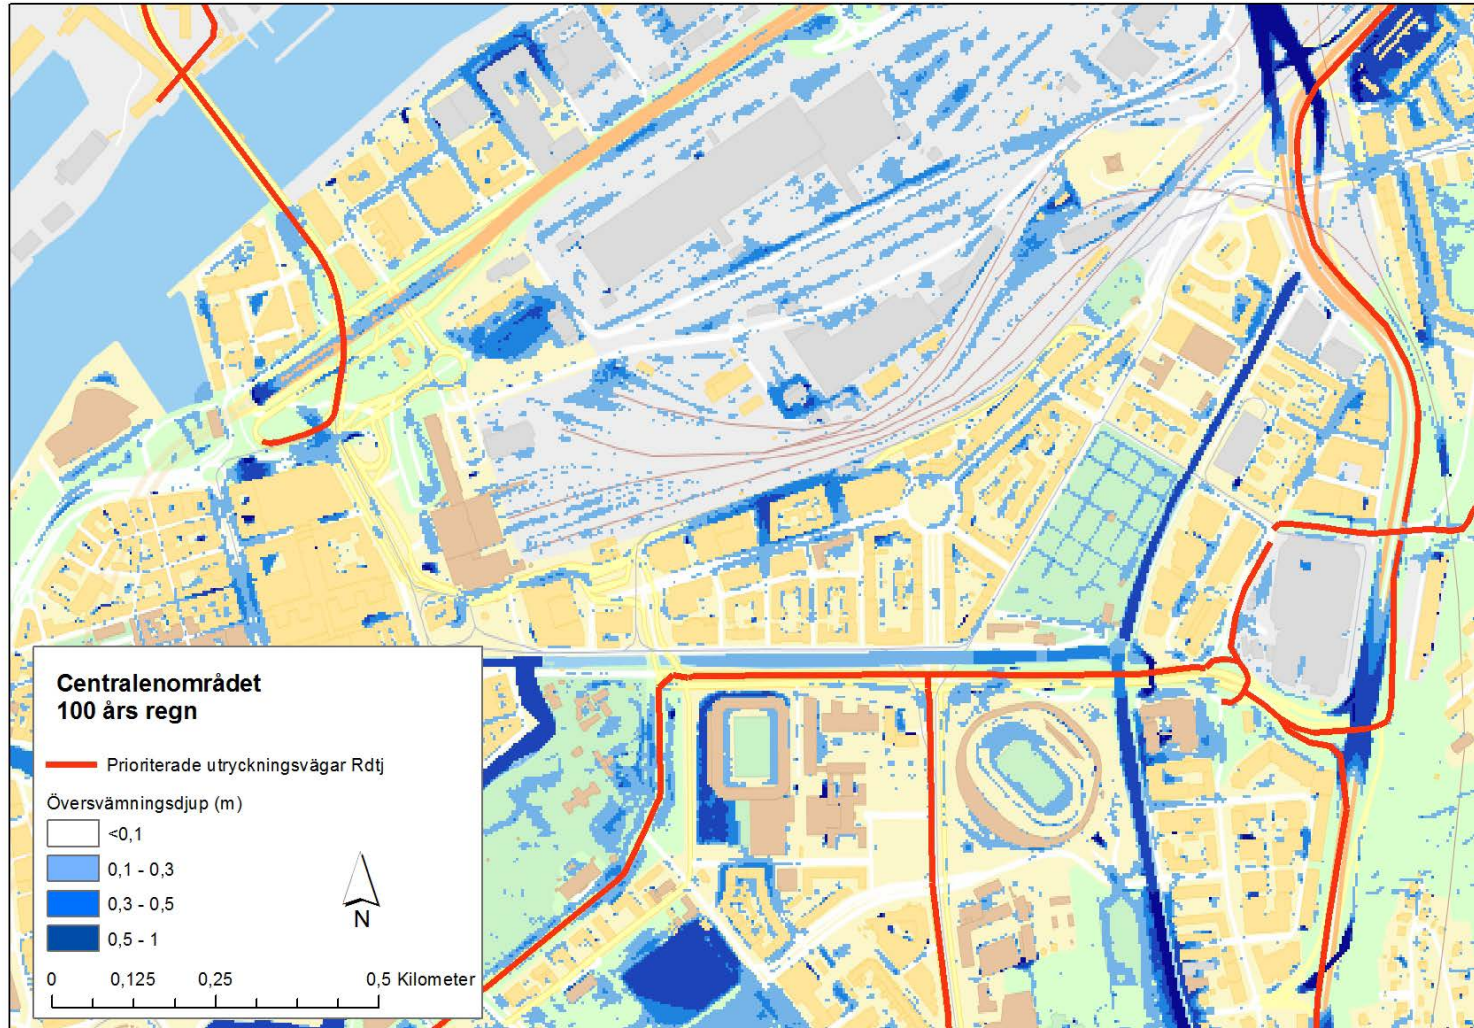 Centralenområdet
100 års regn
Prioriterade utryckningsvägar Rdtj
Översvämningsdjup (m)
<0,1
0,1 - 0,3
0,3 - 0,5
0,5 - 1
N
0 0,125 0,25 0,5 Kilometer